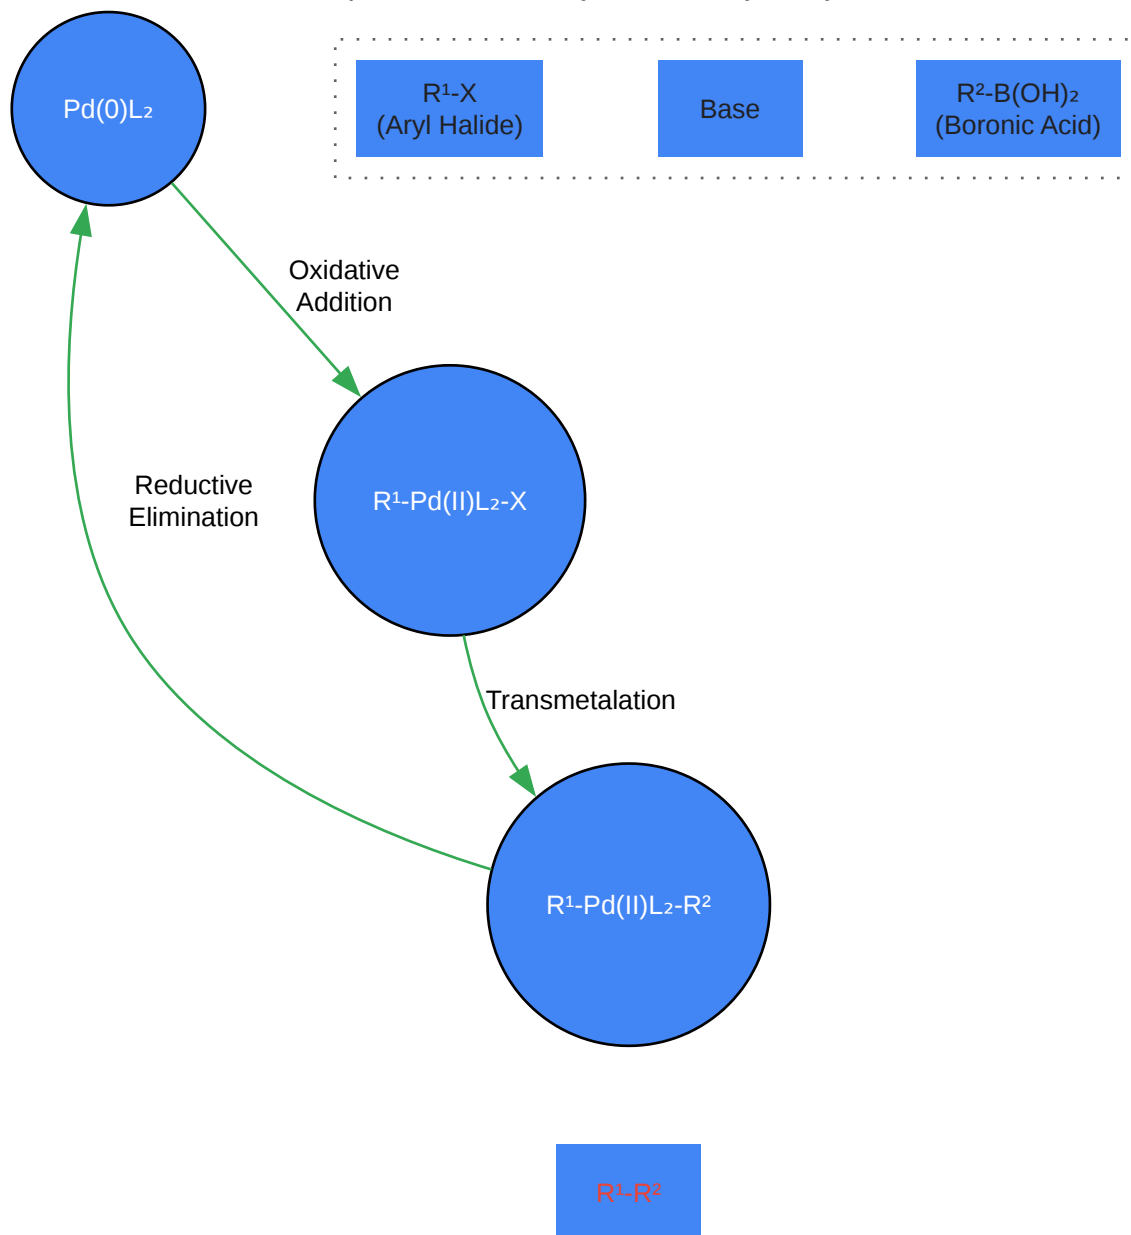 Pd(0)L₂
R¹-X
(Aryl Halide)
Base
R²-B(OH)₂
(Boronic Acid)
Oxidative
Addition
R¹-Pd(II)L₂-X
Reductive
Elimination
Transmetalation
R¹-Pd(II)L₂-R²
R¹-R²